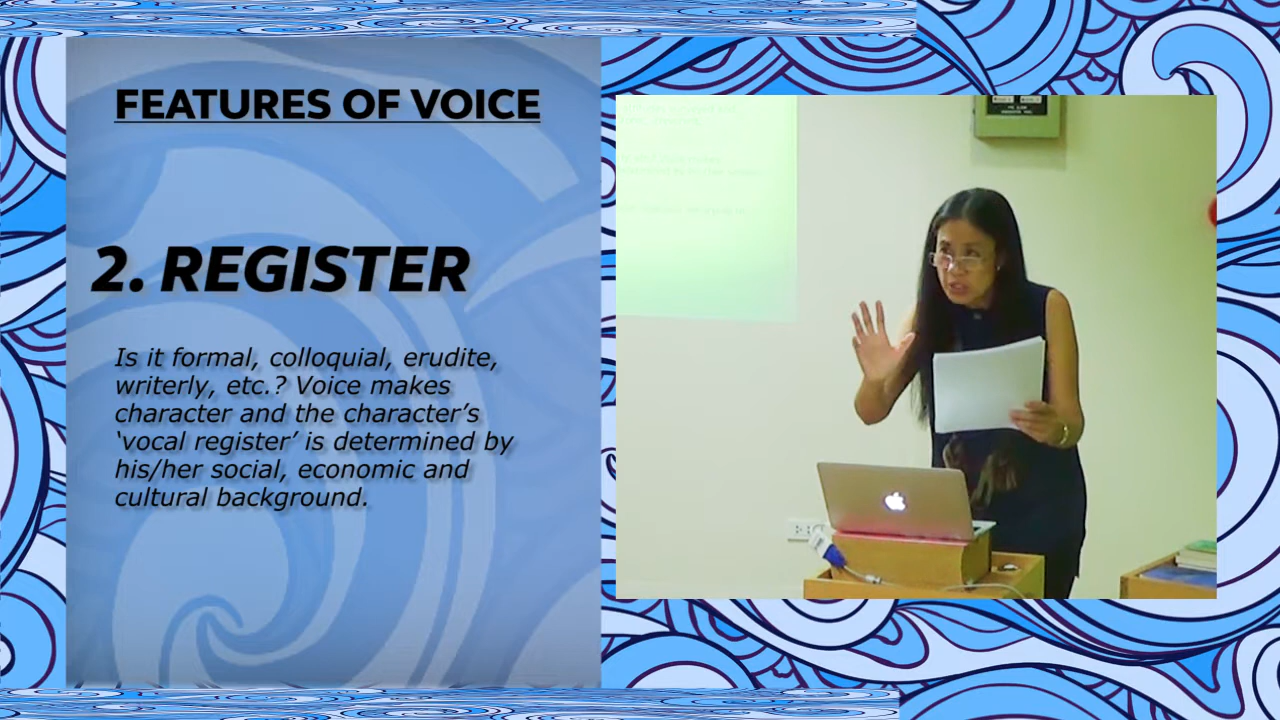 FEATURES OF VOICE
2. REGISTER
Is it formal, colloquial, erudite,
writerly, etc.? Voice makes
character and the character’s
‘vocal register’ is determined by
his/her social, economic and
cultural background.